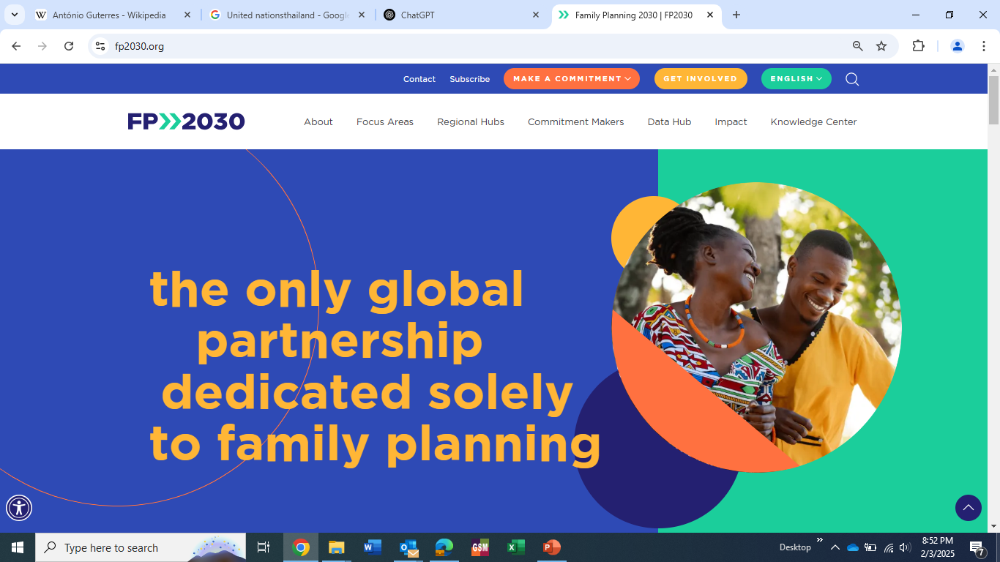 António Guterres - Wikipedia
United nationsthailand - Google
ChatGPT
Family Planning 2030 | FP2030
fp2030.org
Contact
Subscribe
MAKE A COMMITMENT
GET INVOLVED
ENGLISH
FP2030
About
Focus Areas
Regional Hubs
Commitment Makers
Data Hub
Impact
Knowledge Center
the only global
partnership
dedicated solely
to family planning
Type here to search
GSM
Desktop
8:52 PM
2/3/2025
7